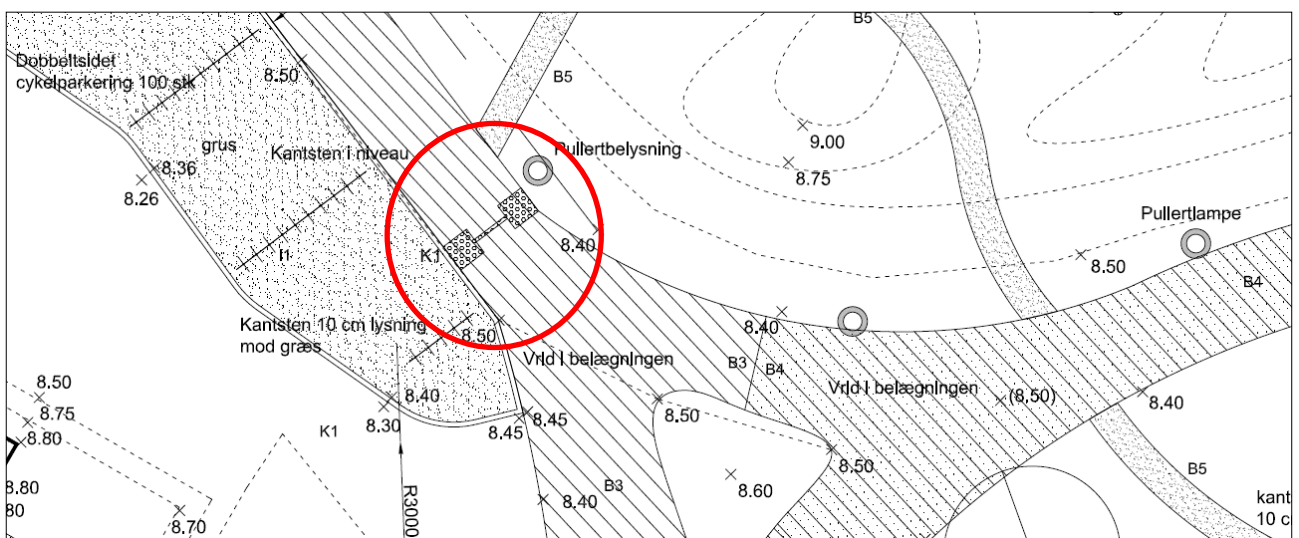 B5
Dobbeltsidet
cykelparkering 100 stk
8.50
B5
grus
Kantsten i niveau
Pullertbelysning
9.00
8.36
8.26
8.75
Pullertlampe
I1
K1
8.40
8.50
B4
Kantsten 10 cm lysning
mod græs
8.50
8.40
Vrid i belægningen
B3
B4
Vrid i belægningen
8.50
8.75
8.80
8.40
8.30
(8.50)
8.40
K1
8.45
8.45
8.50
8.50
B5
8.80
80
8.70
R3000
8.40
B3
8.60
kant
10 c